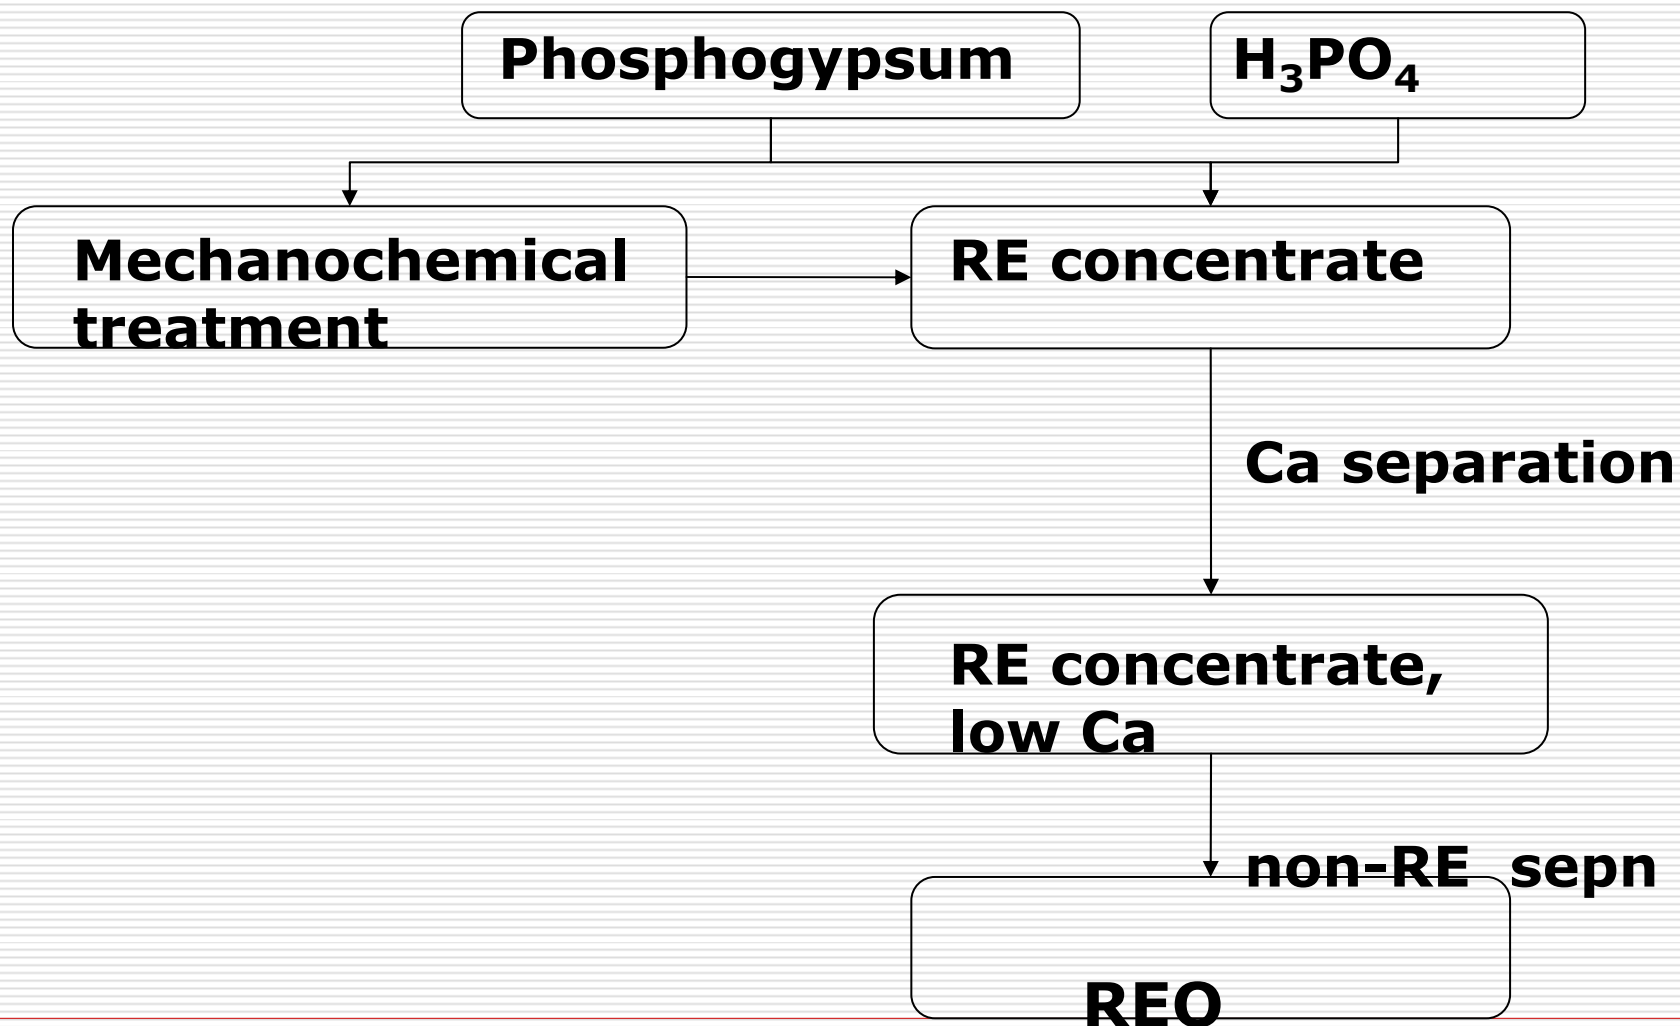 Phosphogypsum
H₃PO₄
Mechanochemical
treatment
RE concentrate
Ca separation
RE concentrate,
low Ca
non-RE  sepn
REO